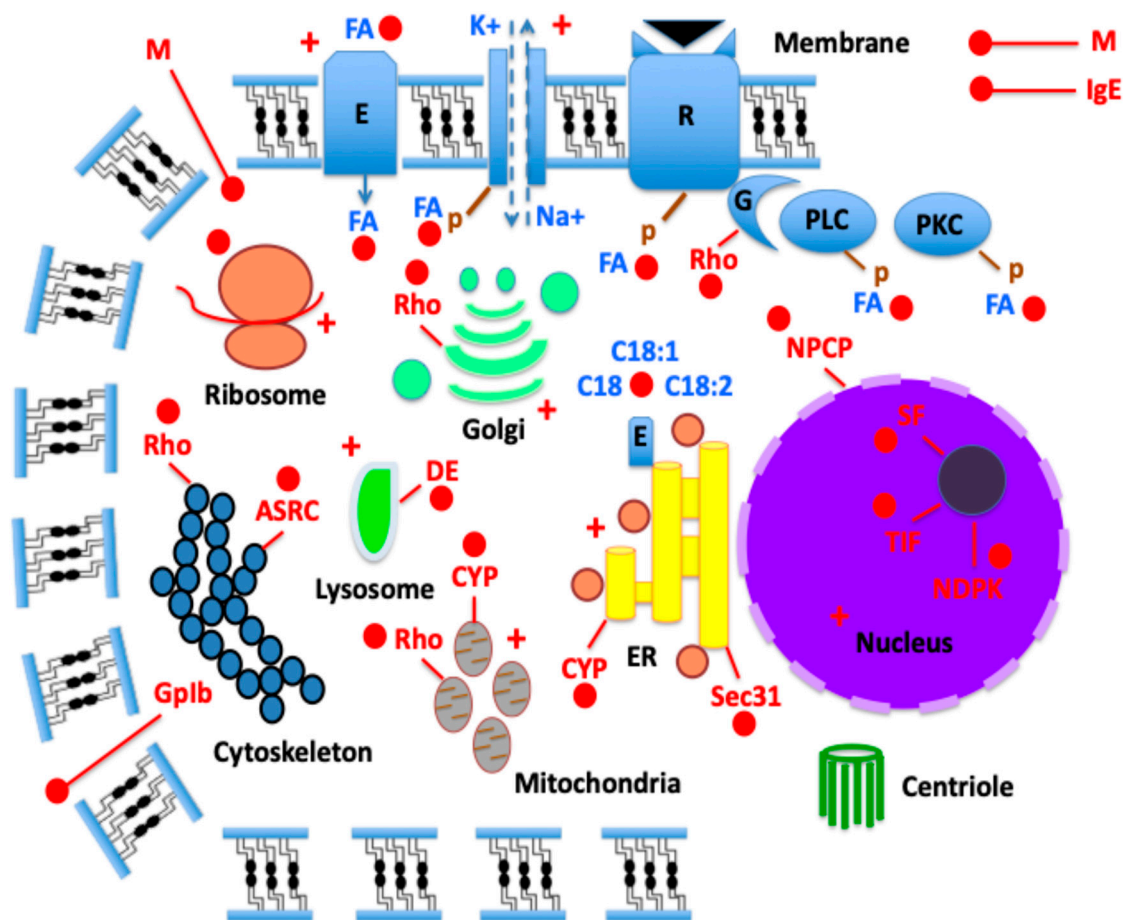 FA
K+
+
+
Membrane
M
M
IgE
E
R
FA
FA
p
Na+
G
PLC
PKC
p
FA
Rho
p
FA
p
FA
Rho
+
NPCP
C18:1
C18
C18:2
Ribosome
Golgi
+
SF
E
Rho
+
DE
ASRC
TIF
+
Lysosome
CYP
NDPK
Rho
+
+
Nucleus
CYP
ER
Sec31
GpIb
Cytoskeleton
Mitochondria
Centriole